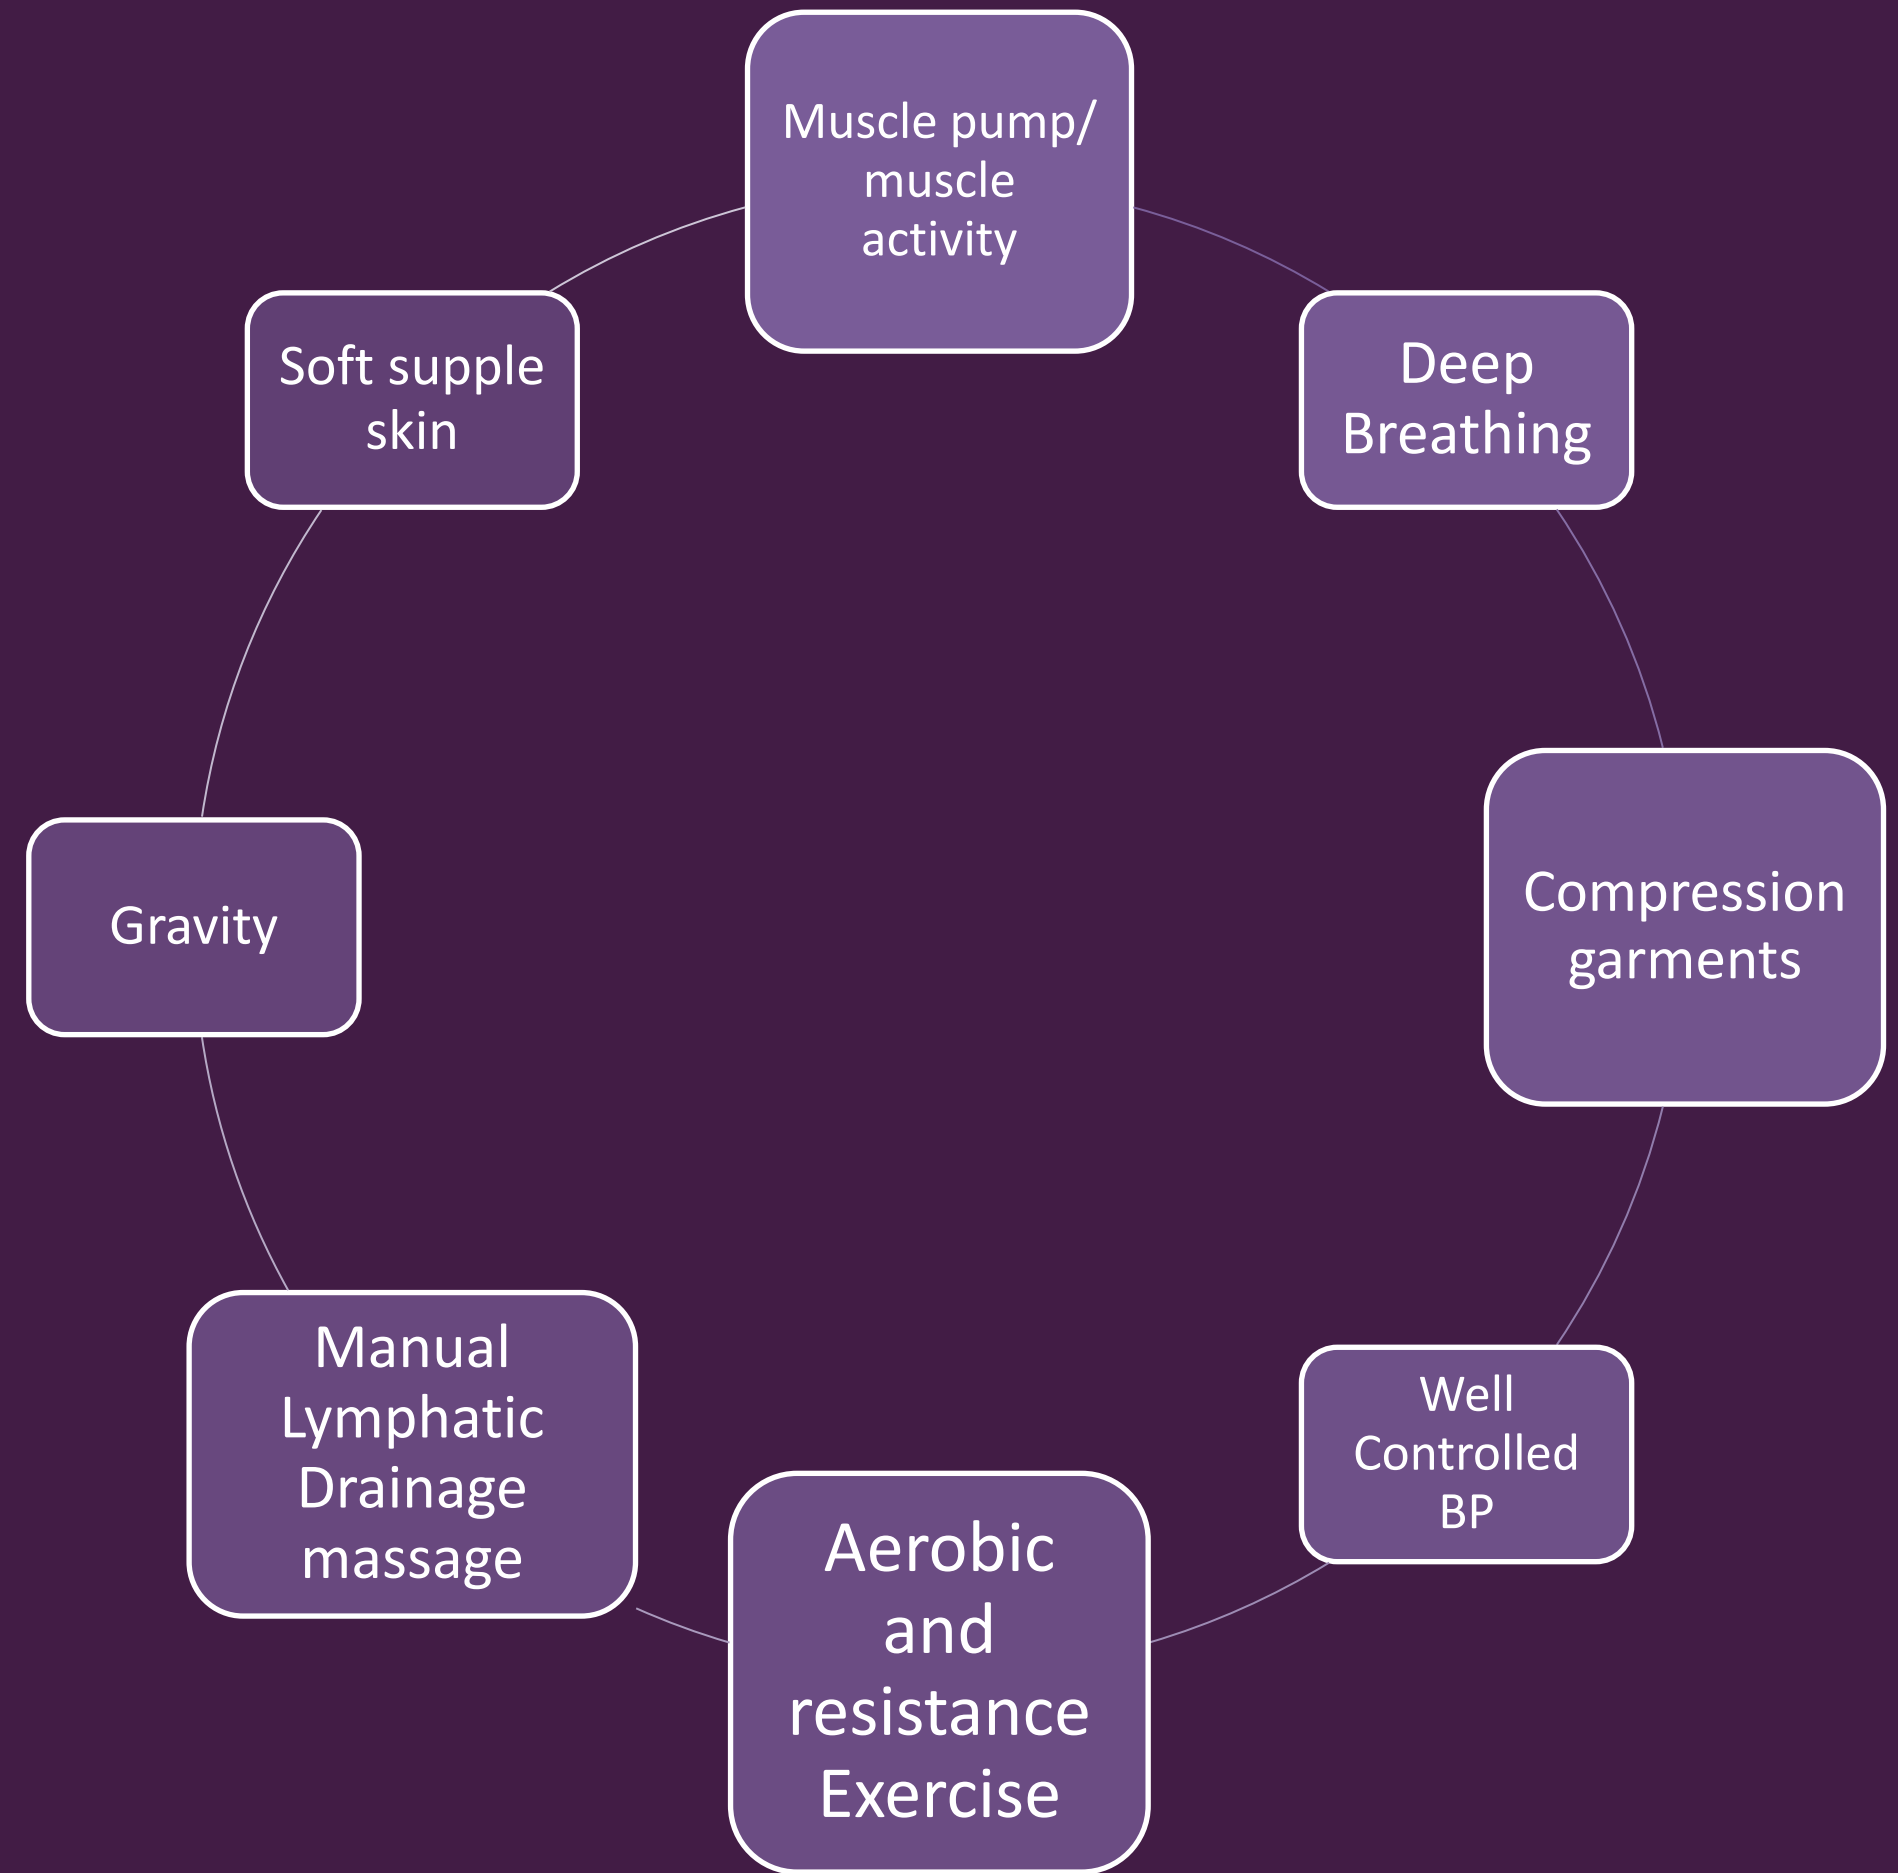 Muscle pump/
muscle
activity
Deep
Breathing
Compression
garments
Well
Controlled
BP
Aerobic
and
resistance
Exercise
Manual
Lymphatic
Drainage
massage
Gravity
Soft supple
skin